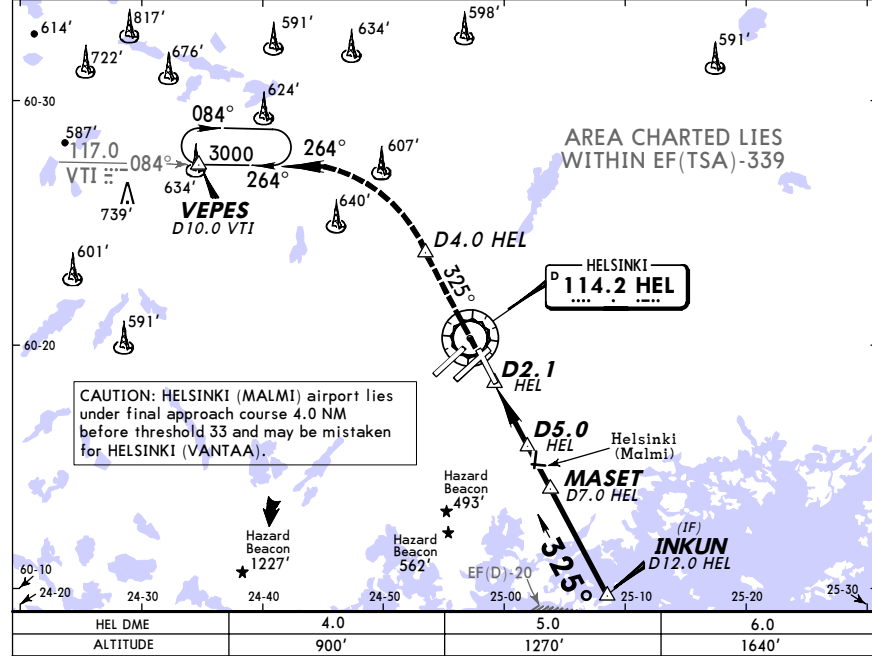 614'
817'
591'
634'
598'
591'
722'
676'
624'
60-30
587'
084°
117.0
VTI
084°
3000
264°
264°
607'
AREA CHARTED LIES
WITHIN EF(TSA)-339
634'
739'
VEPES
D10.0 VTI
640'
D4.0 HEL
601'
325°
HELSINKI
D 114.2 HEL
591'
60-20
D2.1
HEL
CAUTION: HELSINKI (MALMI) airport lies
under final approach course 4.0 NM
before threshold 33 and may be mistaken
for HELSINKI (VANTAA).
D5.0
HEL
Helsinki
(Malmi)
MASET
D7.0 HEL
Hazard
Beacon
493'
Hazard
Beacon
1227'
Hazard
Beacon
562'
325°
(IF)
INKUN
D12.0 HEL
EF(D)-20
60-10
24-20
24-30
24-40
24-50
25-00
25-10
25-20
25-30
HEL DME 4.0 5.0 6.0
ALTITUDE 900' 1270' 1640'